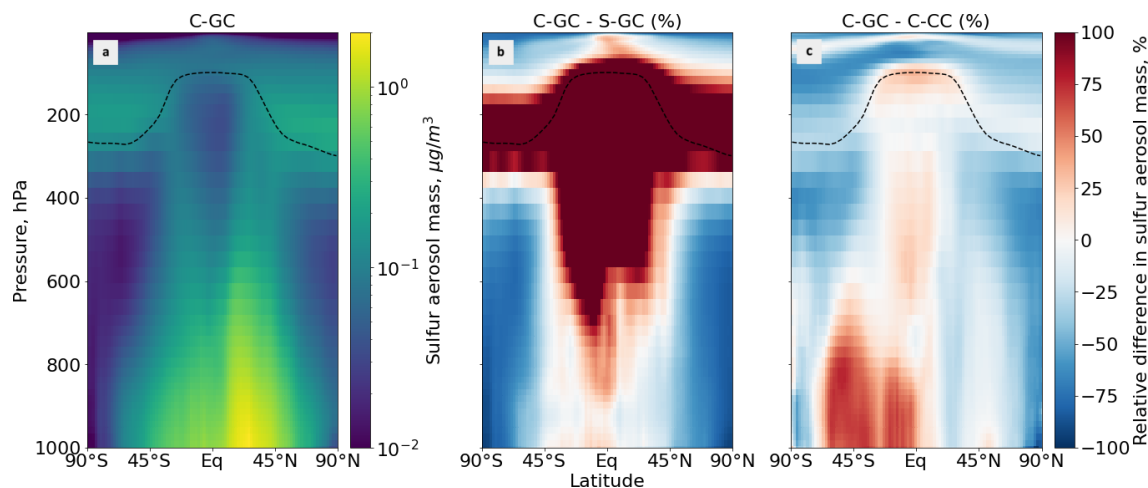 C-GC
C-GC - S-GC (%)
C-GC - C-CC (%)
a
b
c
Pressure, hPa
200
400
600
800
1000
90°S
45°S
Eq
45°N
90°N
10⁰
10⁻¹
10⁻²
Sulfur aerosol mass, μg/m³
90°S
45°S
Eq
45°N
90°N
Latitude
90°S
45°S
Eq
45°N
90°N
100
75
50
25
0
−25
−50
−75
−100
Relative difference in sulfur aerosol mass, %